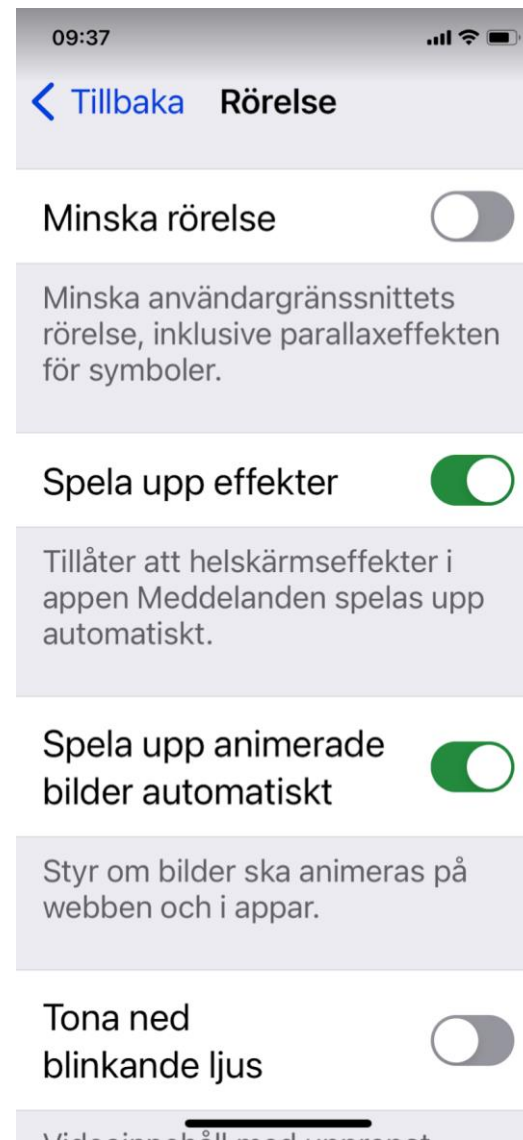 09:37
Tillbaka Rörelse
Minska rörelse
Minska användargränssnittets
rörelse, inklusive parallaxeffekten
för symboler.
Spela upp effekter
Tillåter att helskärmseffekter i
appen Meddelanden spelas upp
automatiskt.
Spela upp animerade
bilder automatiskt
Styr om bilder ska animeras på
webben och i appar.
Tona ned
blinkande ljus